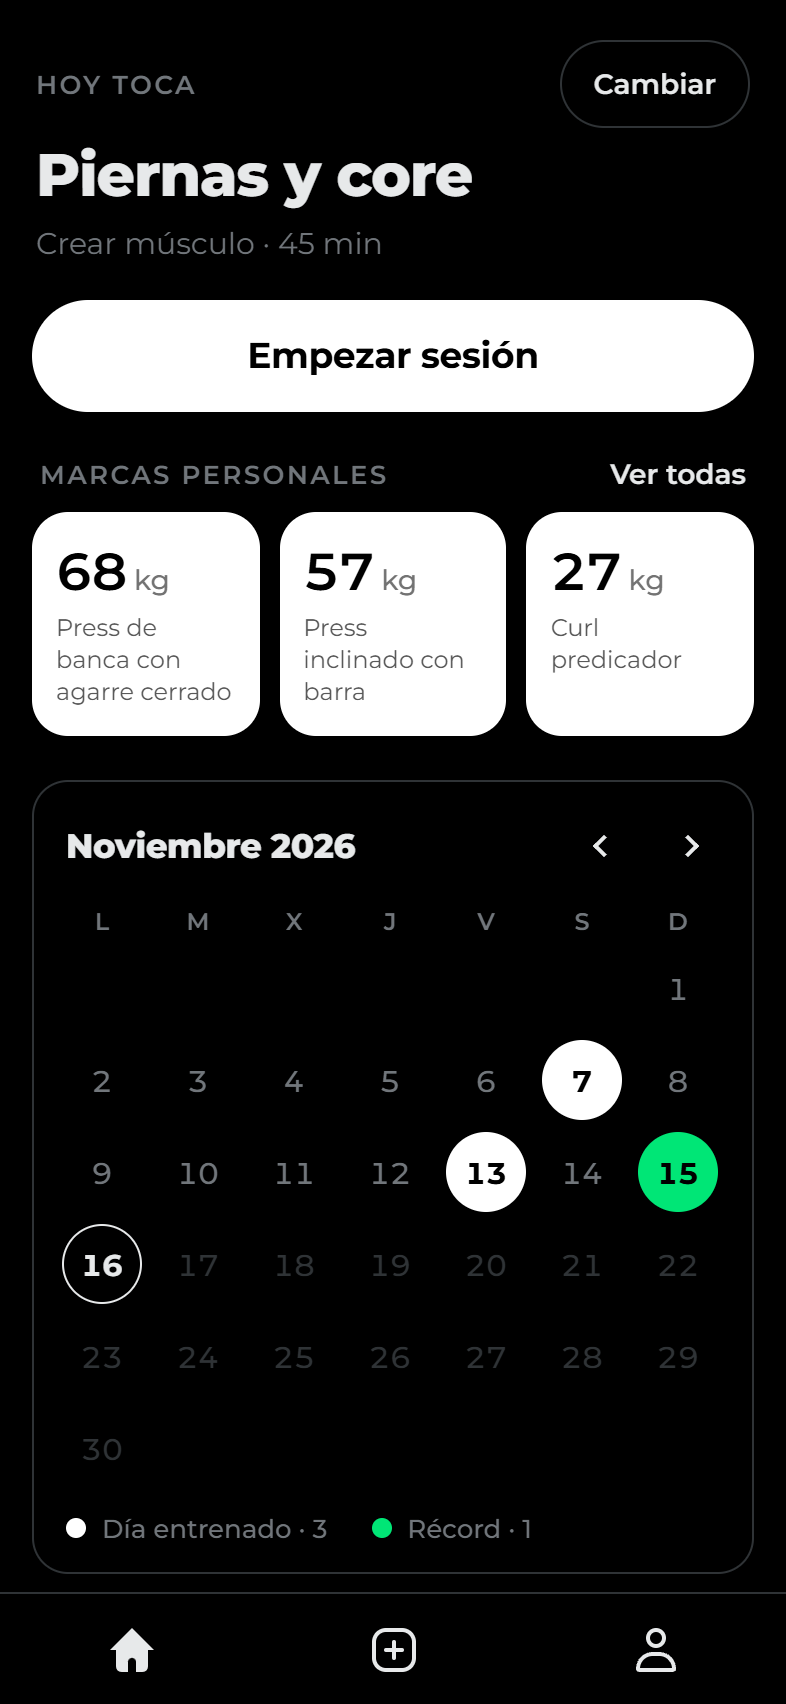 HOY TOCA
Cambiar
Piernas y core
Crear músculo · 45 min
Empezar sesión
MARCAS PERSONALES
Ver todas
68 kg
Press de
banca con
agarre cerrado
57 kg
Press
inclinado con
barra
27 kg
Curl
predicador
Noviembre 2026
L M X J V S D
1
2 3 4 5 6 7 8
9 10 11 12 13 14 15
16 17 18 19 20 21 22
23 24 25 26 27 28 29
30
Día entrenado · 3
Récord · 1